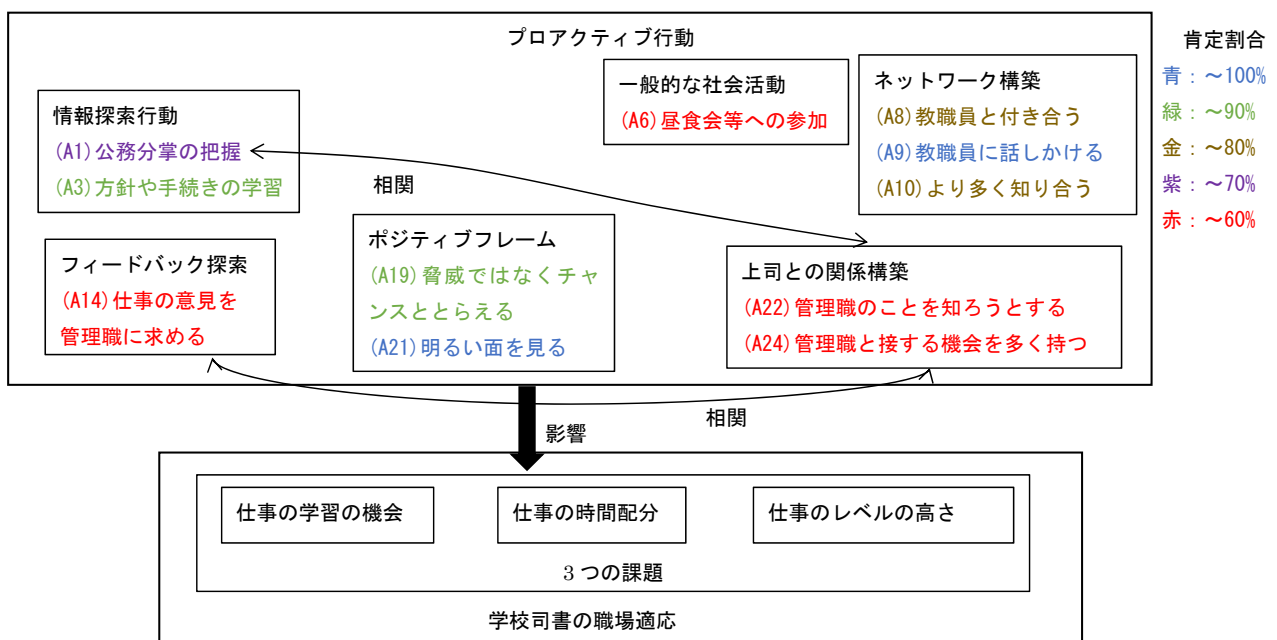 プロアクティブ行動
肯定割合
青：～100%
緑：～90%
金：～80%
紫：～70%
赤：～60%
情報探索行動
(A1)公務分掌の把握
(A3)方針や手続きの学習
一般的な社会活動
(A6)昼食会等への参加
ネットワーク構築
(A8)教職員と付き合う
(A9)教職員に話しかける
(A10)より多く知り合う
相関
フィードバック探索
(A14)仕事の意見を
管理職に求める
ポジティブフレーム
(A19)脅威ではなくチャ
ンスととらえる
(A21)明るい面を見る
上司との関係構築
(A22)管理職のことを知ろうとする
(A24)管理職と接する機会を多く持つ
相関
影響
仕事の学習の機会
仕事の時間配分
仕事のレベルの高さ
3つの課題
学校司書の職場適応